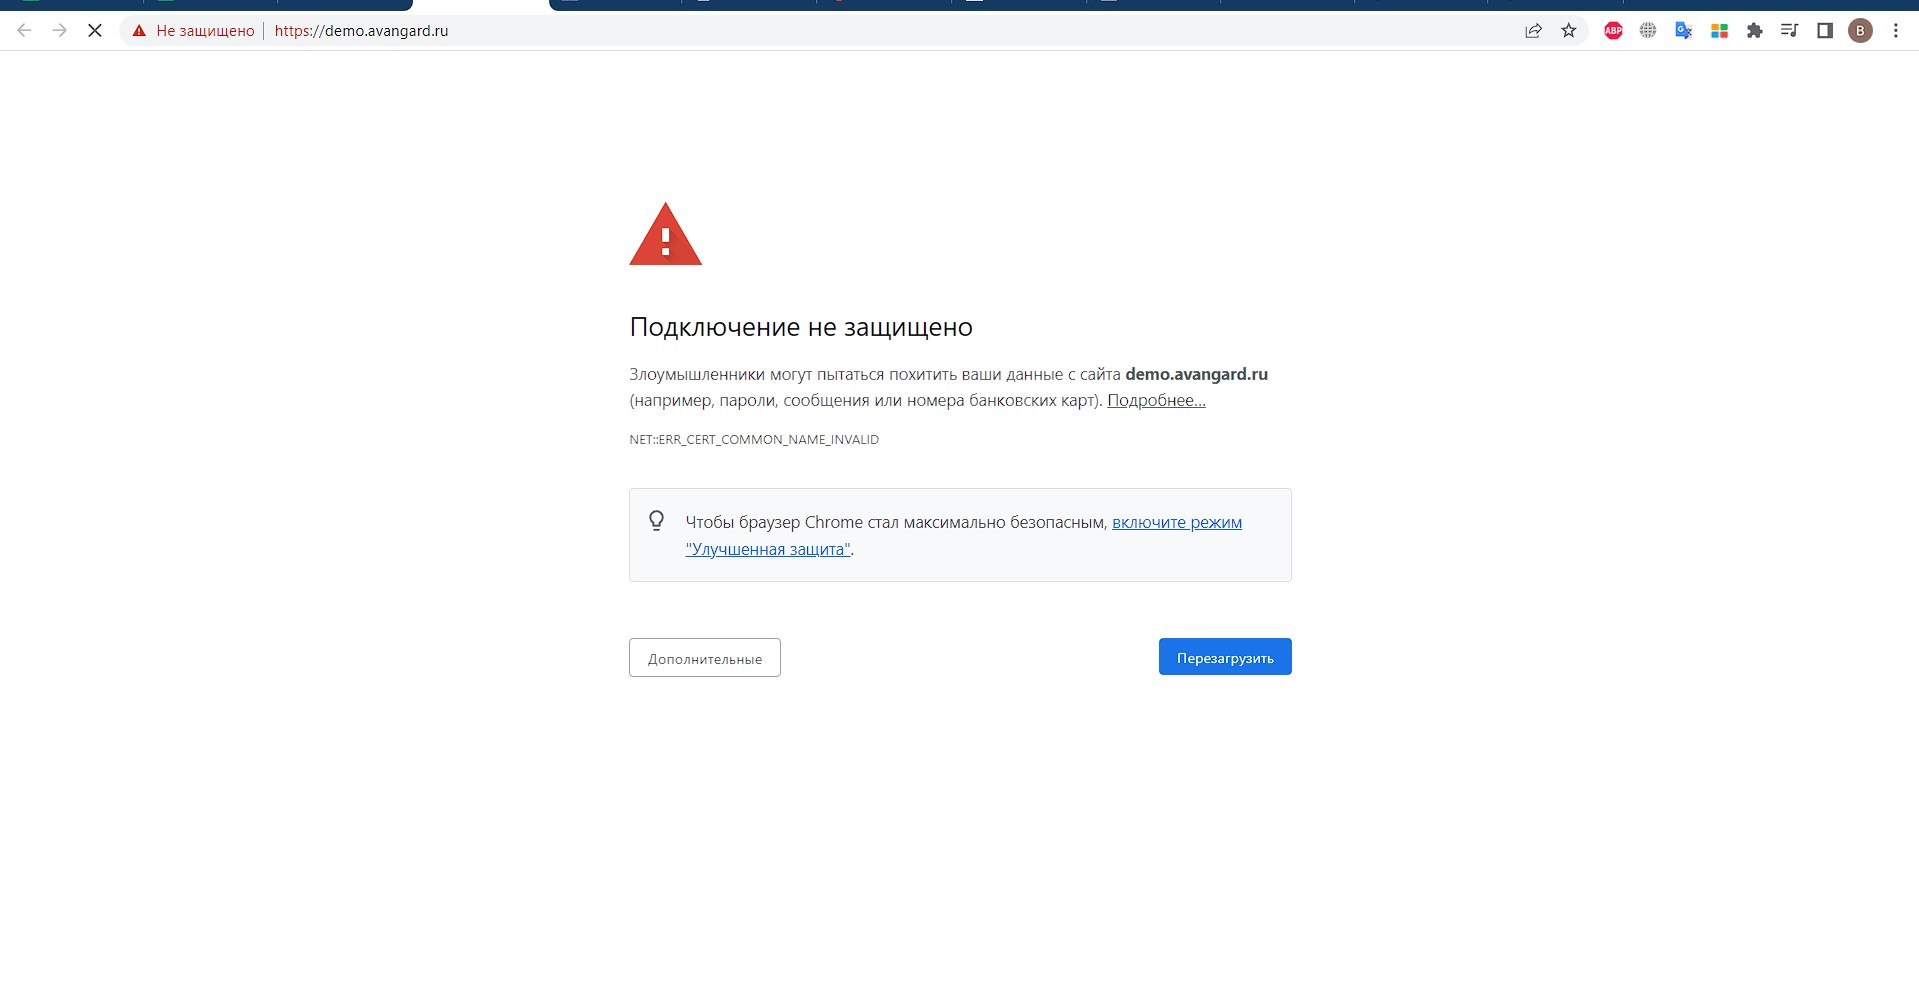 Не защищено https://demo.avangard.ru ABP B
Подключение не защищено
Злоумышленники могут пытаться похитить ваши данные с сайта demo.avangard.ru
(например, пароли, сообщения или номера банковских карт). Подробнее...
NET::ERR_CERT_COMMON_NAME_INVALID
Чтобы браузер Chrome стал максимально безопасным, включите режим
"Улучшенная защита".
Дополнительные Перезагрузить